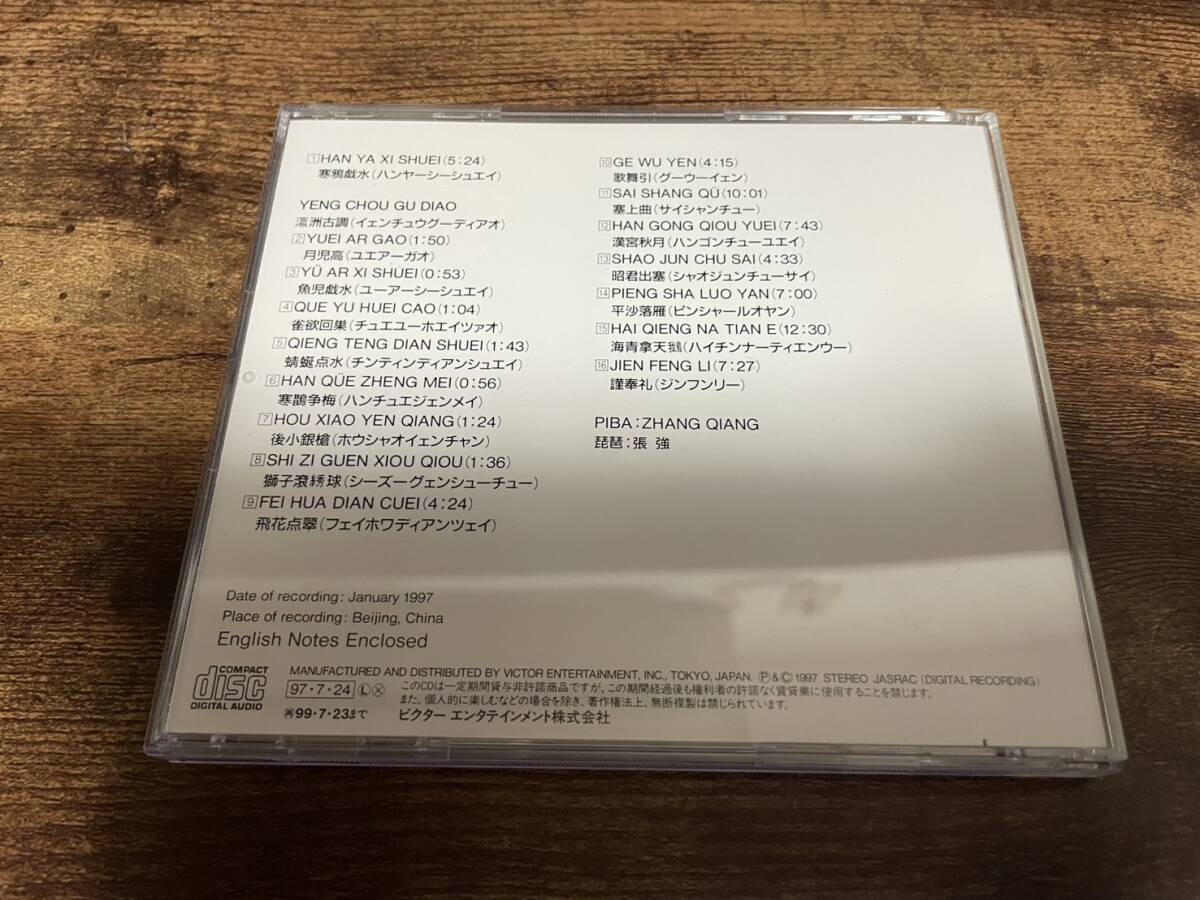 1 HAN YA XI SHUEI(5:24)
寒鴉戯水(ハンヤーシーシュエイ)
YENG CHOU GU DIAO
瀛洲古調(イェンチュウグーディアオ)
2 YUEI AR GAO(1:50)
月児高(ユエアーガオ)
3 YÜ AR XI SHUEI(0:53)
魚児戯水(ユーアーシーシュエイ)
4 QUE YU HUEI CAO(1:04)
雀欲回巣(チュエユーホエイツァオ)
5 QIENG TENG DIAN SHUEI(1:43)
蜻蜓点水(チンティンディアンシュエイ)
6 HAN QÜE ZHENG MEI(0:56)
寒鵲争梅(ハンチュエジェンメイ)
7 HOU XIAO YEN QIANG(1:24)
後小銀槍(ホウシャオイェンチャン)
8 SHI ZI GUEN XIOU QIOU(1:36)
獅子滾綉球(シーズーグェンシューチュー)
9 FEI HUA DIAN CUEI(4:24)
飛花点翠(フェイホワディアンツェイ)
10 GE WU YEN(4:15)
歌舞引(グーウーイェン)
11 SAI SHANG QÜ(10:01)
塞上曲(サイシャンチュー)
12 HAN GONG QIOU YUEI(7:43)
漢宮秋月(ハンゴンチューユエイ)
13 SHAO JUN CHU SAI(4:33)
昭君出塞(シャオジュンチューサイ)
14 PIENG SHA LUO YAN(7:00)
平沙落雁(ピンシャールオヤン)
15 HAI QIENG NA TIAN E(12:30)
海青拿天鵝(ハイチンナーティエンウー)
16 JIEN FENG LI(7:27)
謹奉礼(ジンフンリー)
PIBA:ZHANG QIANG
琵琶:張 強
Date of recording: January 1997
Place of recording: Beijing, China
English Notes Enclosed
COMPACT
disc
DIGITAL AUDIO
MANUFACTURED AND DISTRIBUTED BY VICTOR ENTERTAINMENT, INC., TOKYO, JAPAN. Ⓟ&Ⓒ1997 STEREO JASRAC (DIGITAL RECORDING)
97・7・24 Ⓛ Ⓧ このCDは一定期間貸与非許諾商品ですが、この期間経過後も権利者の許諾なく賃貸業に使用することを禁じます。
また、個人的に楽しむなどの場合を除き、著作権法上、無断複製は禁じられています。
㊢99・7・23まで ビクター エンタテインメント株式会社